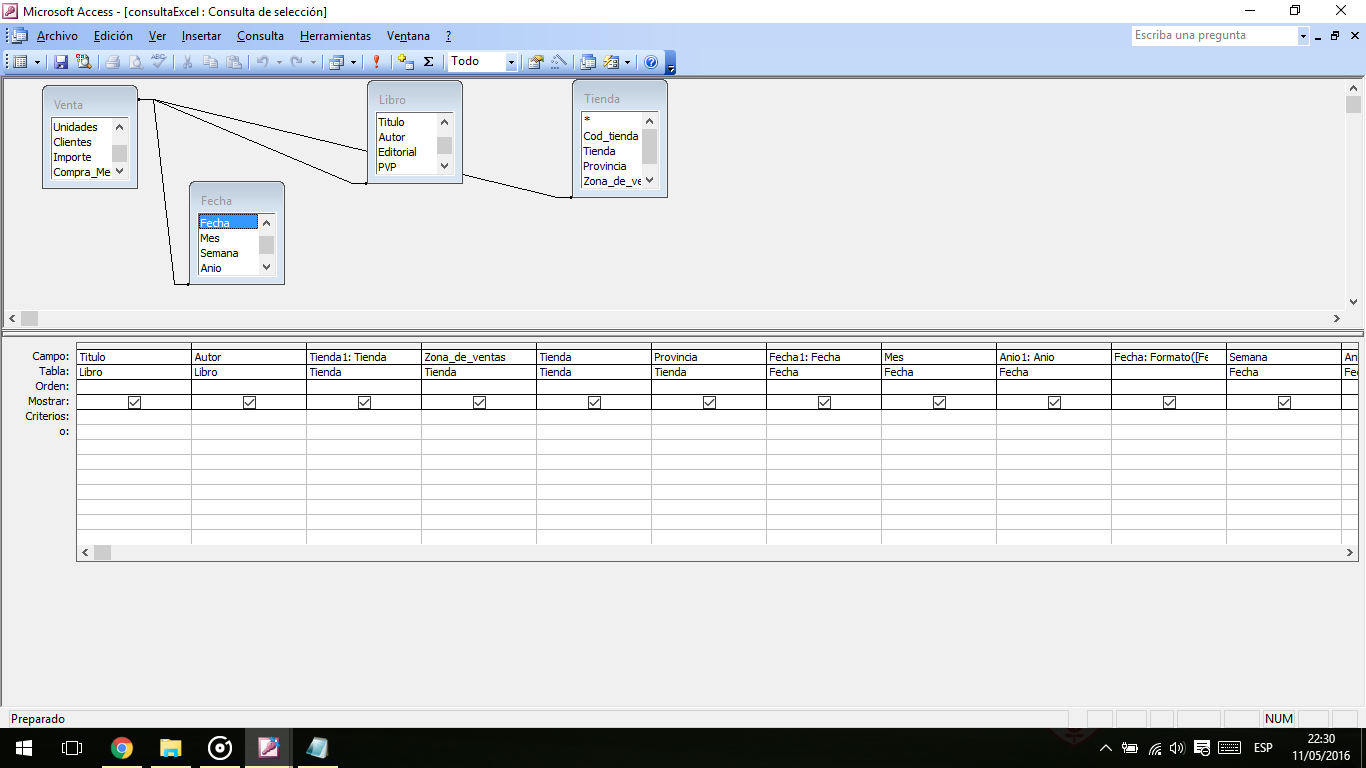 Microsoft Access - [consultaExcel : Consulta de selección]
Archivo Edición Ver Insertar Consulta Herramientas Ventana ? Escriba una pregunta
Todo
Venta
Unidades
Clientes
Importe
Compra_Me
Libro
Titulo
Autor
Editorial
PVP
Tienda
*
Cod_tienda
Tienda
Provincia
Zona_de_ve
Fecha
Fecha
Mes
Semana
Anio
Campo: Titulo Autor Tienda1: Tienda Zona_de_ventas Tienda Provincia Fecha1: Fecha Mes Anio1: Anio Fecha: Formato([Fe Semana An
Tabla: Libro Libro Tienda Tienda Tienda Tienda Fecha Fecha Fecha Fecha Fec
Orden:
Mostrar:
Criterios:
o:
Preparado NUM
ESP
22:30
11/05/2016